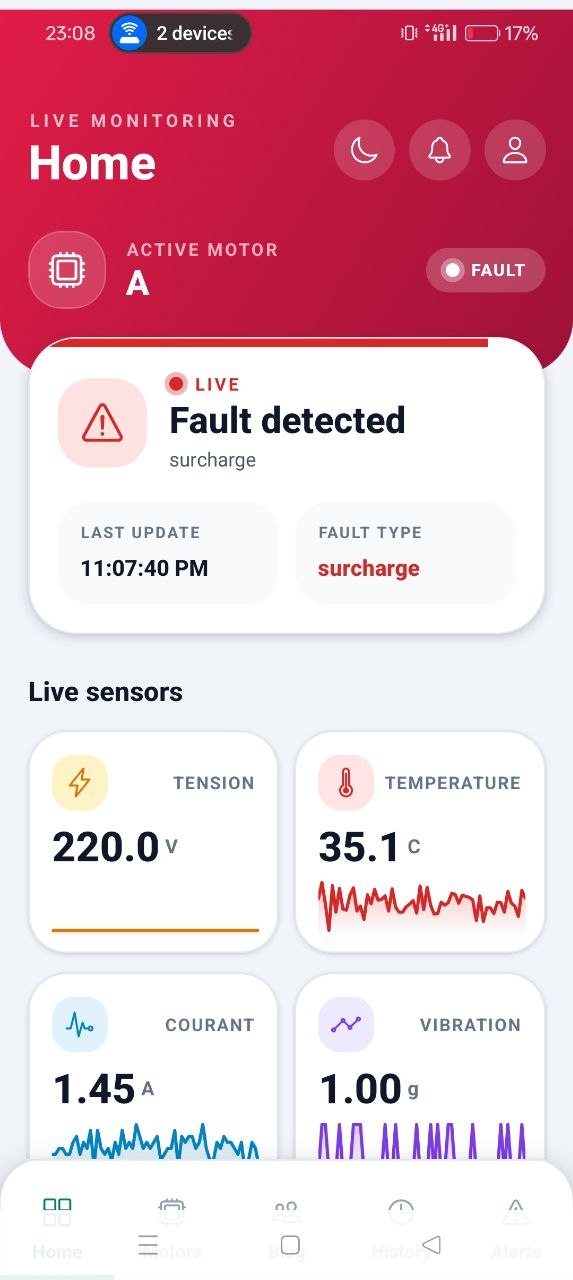 23:08 2 devices 4G+ 17%
LIVE MONITORING
Home
ACTIVE MOTOR
A
FAULT
LIVE
Fault detected
surcharge
LAST UPDATE
11:07:40 PM
FAULT TYPE
surcharge
Live sensors
TENSION
220.0 V
TEMPERATURE
35.1 C
COURANT
1.45 A
VIBRATION
1.00 g
Home Motors History Alerts